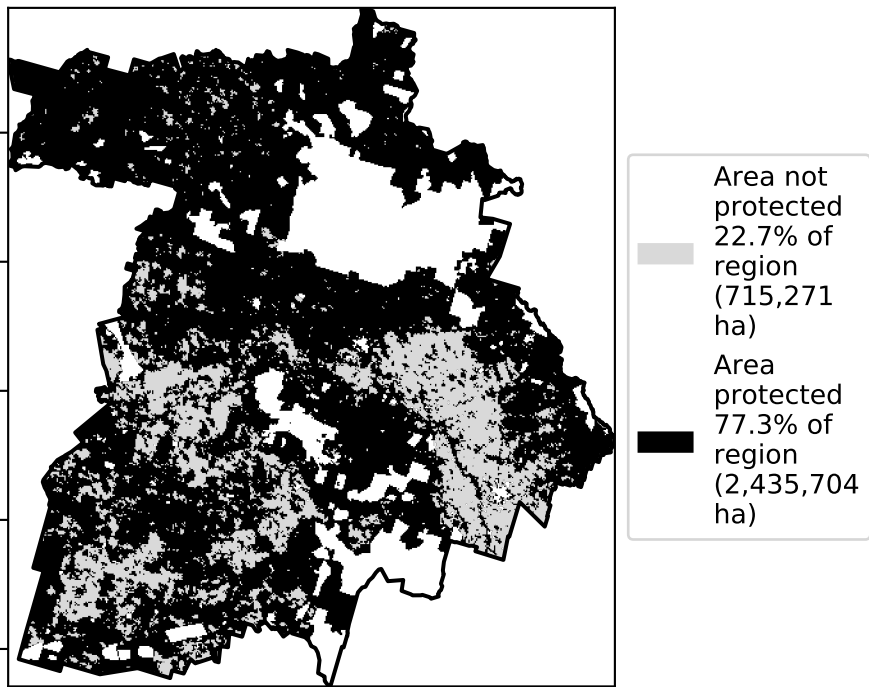 Area not
protected
22.7% of
region
(715,271
ha)
Area
protected
77.3% of
region
(2,435,704
ha)